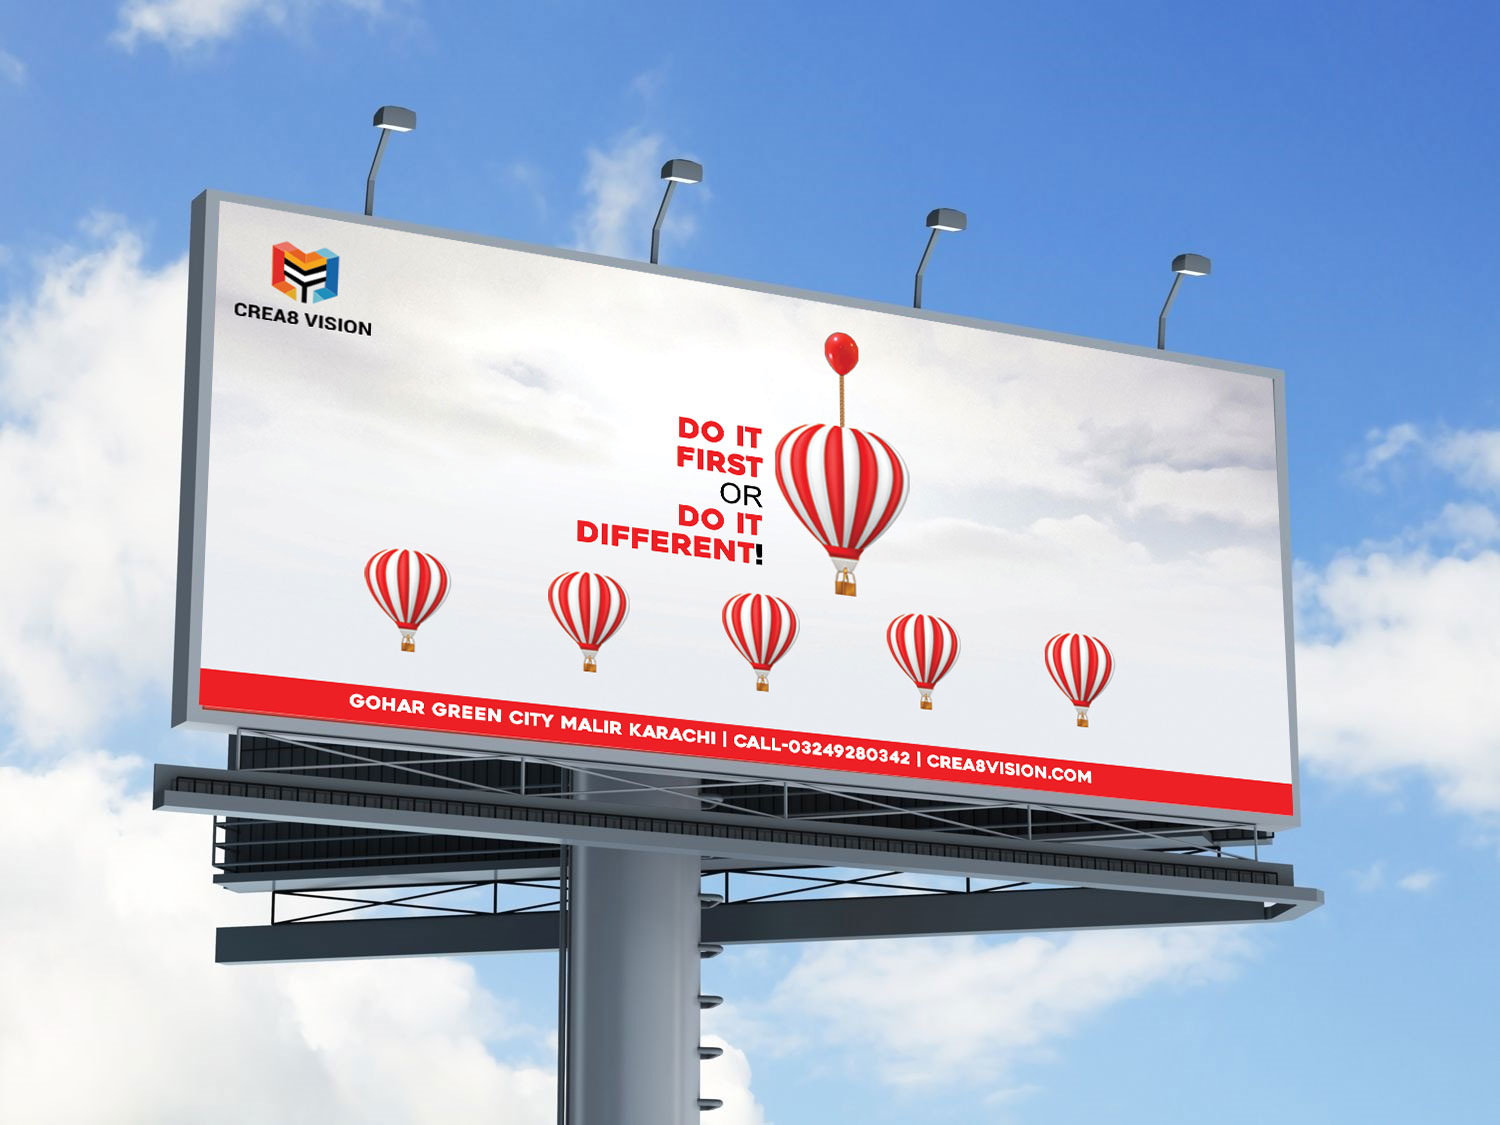 CREA8 VISION
DO IT
FIRST
OR
DO IT
DIFFERENT!
GOHAR GREEN CITY MALIR KARACHI | CALL-03249280342 | CREA8VISION.COM